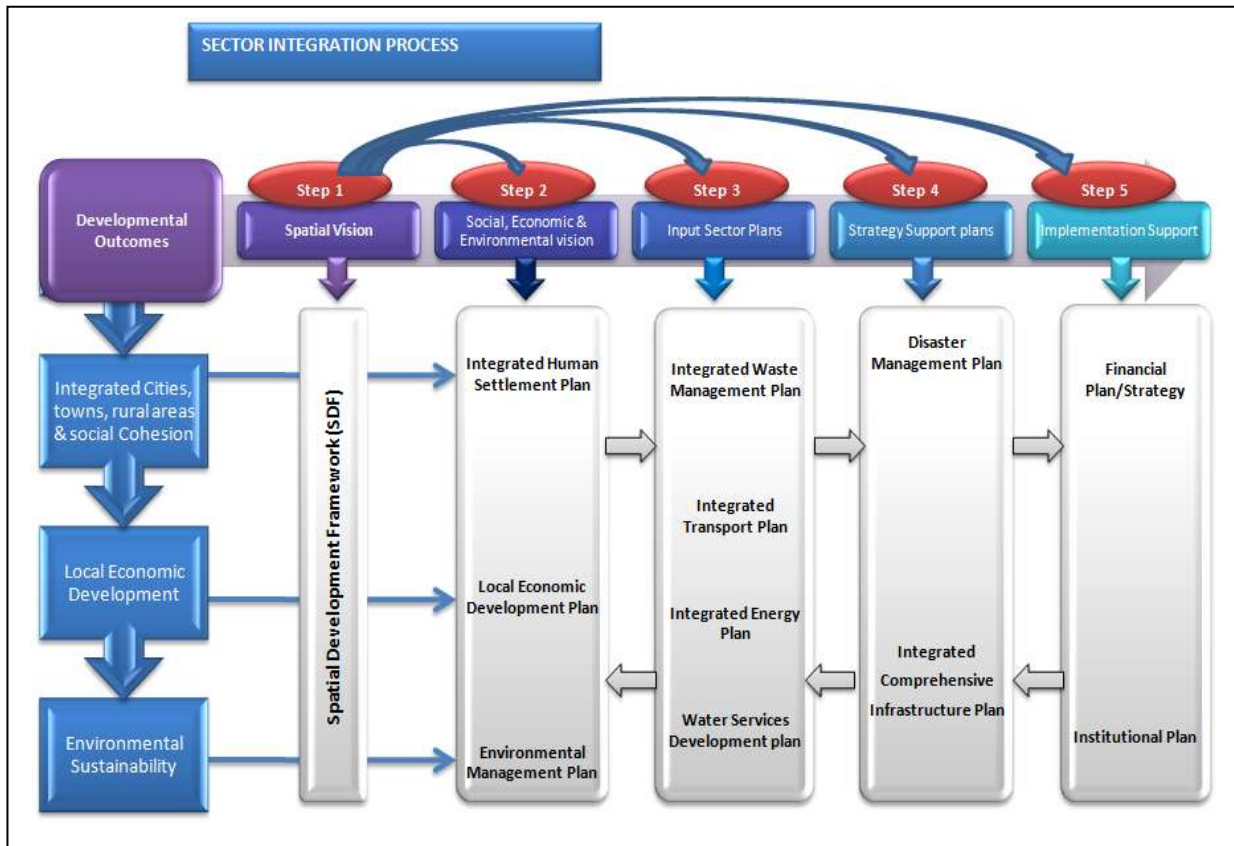 SECTOR INTEGRATION PROCESS
Developmental
Outcomes
Step 1
Spatial Vision
Step 2
Social, Economic &
Environmental vision
Step 3
Input Sector Plans
Step 4
Strategy Support plans
Step 5
Implementation Support
Integrated Cities,
towns, rural areas
& social Cohesion
Local Economic
Development
Environmental
Sustainability
Spatial Development Framework (SDF)
Integrated Human
Settlement Plan
Local Economic
Development Plan
Environmental
Management Plan
Integrated Waste
Management Plan
Integrated
Transport Plan
Integrated Energy
Plan
Water Services
Development plan
Disaster
Management Plan
Integrated
Comprehensive
Infrastructure Plan
Financial
Plan/Strategy
Institutional Plan